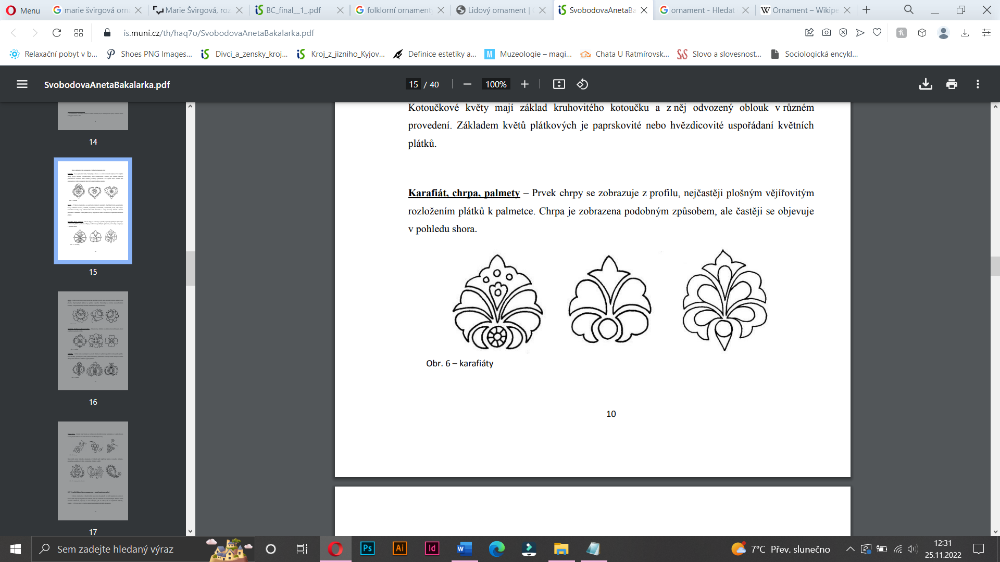 Menu
marie švirgová orn
Marie Švirgová, roz
BC_final__1_.pdf
folklorní ornament
Lidový ornament |
SvobodovaAnetaBa
ornament - Hledat
Ornament – Wikipe
is.muni.cz/th/haq7o/SvobodovaAnetaBakalarka.pdf
Relaxační pobyt v b...
Shoes PNG Images...
Divci_a_zensky_kroj...
Kroj_z_jizniho_Kyjov...
Definice estetiky a...
Muzeologie – magi...
Chata U Ratmírovsk...
Slovo a slovesnost...
Sociologická encykl...
SvobodovaAnetaBakalarka.pdf
15 / 40
100%
14
15
16
17
Kotoučkové květy mají základ kruhovitého kotoučku a z něj odvozený oblouk v různém
provedení. Základem květů plátkových je paprskovité nebo hvězdicovité uspořádaní květních
plátků.
Karafiát, chrpa, palmety – Prvek chrpy se zobrazuje z profilu, nejčastěji plošným vějířovitým
rozložením plátků k palmetce. Chrpa je zobrazena podobným způsobem, ale častěji se objevuje
v pohledu shora.
Obr. 6 – karafiáty
10
Sem zadejte hledaný výraz
Ps
Ai
Id
7°C Přev. slunečno
12:31
25.11.2022